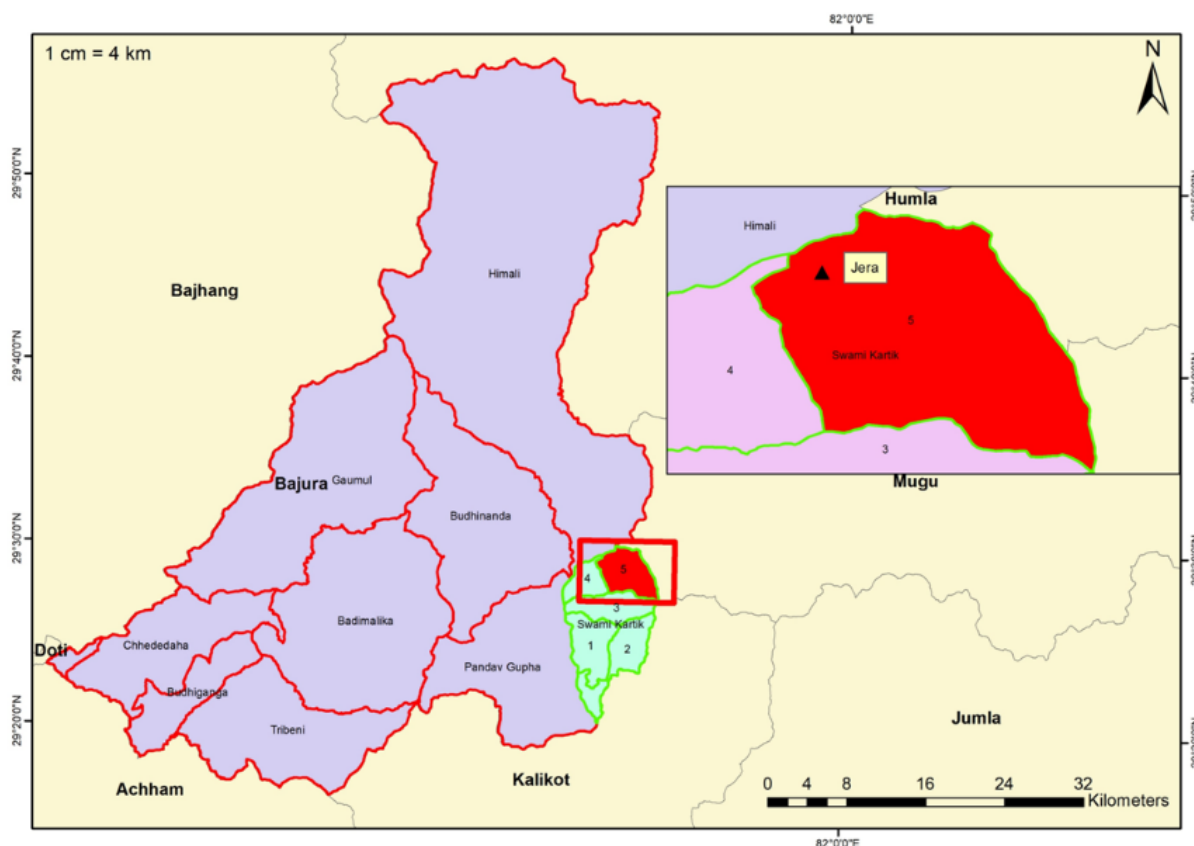 82°0'0"E
1 cm = 4 km
N
29°50'0"N
Humla
Himali
Jera
Himali
Bajhang
5
Swami Kartik
29°40'0"N
4
3
Bajura
Gaumul
Mugu
Budhinanda
29°30'0"N
4
5
3
Badimalika
Swami Kartik
Chhededaha
1
2
Doti
Pandav Gupha
Budhiganga
29°20'0"N
Tribeni
Jumla
Achham
Kalikot
0 4 8 16 24 32
Kilometers
82°0'0"E